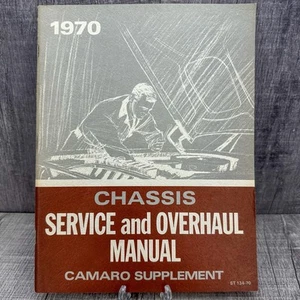 1970
CHASSIS
SERVICE and OVERHAUL
MANUAL
CAMARO SUPPLEMENT